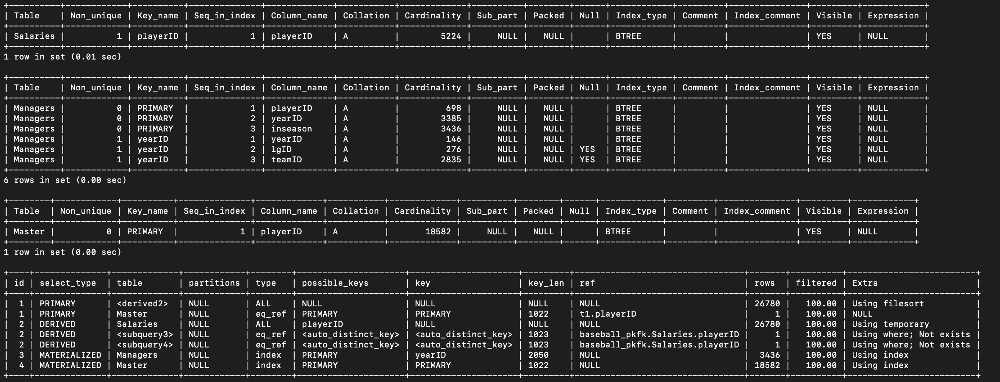 +----------+------------+----------+--------------+-------------+-----------+-------------+----------+--------+------+------------+---------+---------------+---------+------------+
| Table    | Non_unique | Key_name | Seq_in_index | Column_name | Collation | Cardinality | Sub_part | Packed | Null | Index_type | Comment | Index_comment | Visible | Expression |
+----------+------------+----------+--------------+-------------+-----------+-------------+----------+--------+------+------------+---------+---------------+---------+------------+
| Salaries |          1 | playerID |            1 | playerID    | A         |        5224 |     NULL |   NULL |      | BTREE      |         |               | YES     | NULL       |
+----------+------------+----------+--------------+-------------+-----------+-------------+----------+--------+------+------------+---------+---------------+---------+------------+
1 row in set (0.01 sec)

+----------+------------+----------+--------------+-------------+-----------+-------------+----------+--------+------+------------+---------+---------------+---------+------------+
| Table    | Non_unique | Key_name | Seq_in_index | Column_name | Collation | Cardinality | Sub_part | Packed | Null | Index_type | Comment | Index_comment | Visible | Expression |
+----------+------------+----------+--------------+-------------+-----------+-------------+----------+--------+------+------------+---------+---------------+---------+------------+
| Managers |          0 | PRIMARY  |            1 | playerID    | A         |         698 |     NULL |   NULL |      | BTREE      |         |               | YES     | NULL       |
| Managers |          0 | PRIMARY  |            2 | yearID      | A         |        3385 |     NULL |   NULL |      | BTREE      |         |               | YES     | NULL       |
| Managers |          0 | PRIMARY  |            3 | inseason    | A         |        3436 |     NULL |   NULL |      | BTREE      |         |               | YES     | NULL       |
| Managers |          1 | yearID   |            1 | yearID      | A         |         146 |     NULL |   NULL |      | BTREE      |         |               | YES     | NULL       |
| Managers |          1 | yearID   |            2 | lgID        | A         |         276 |     NULL |   NULL | YES  | BTREE      |         |               | YES     | NULL       |
| Managers |          1 | yearID   |            3 | teamID      | A         |        2835 |     NULL |   NULL | YES  | BTREE      |         |               | YES     | NULL       |
+----------+------------+----------+--------------+-------------+-----------+-------------+----------+--------+------+------------+---------+---------------+---------+------------+
6 rows in set (0.00 sec)

+--------+------------+----------+--------------+-------------+-----------+-------------+----------+--------+------+------------+---------+---------------+---------+------------+
| Table  | Non_unique | Key_name | Seq_in_index | Column_name | Collation | Cardinality | Sub_part | Packed | Null | Index_type | Comment | Index_comment | Visible | Expression |
+--------+------------+----------+--------------+-------------+-----------+-------------+----------+--------+------+------------+---------+---------------+---------+------------+
| Master |          0 | PRIMARY  |            1 | playerID    | A         |       18582 |     NULL |   NULL |      | BTREE      |         |               | YES     | NULL       |
+--------+------------+----------+--------------+-------------+-----------+-------------+----------+--------+------+------------+---------+---------------+---------+------------+
1 row in set (0.00 sec)

+----+--------------+-------------+------------+--------+---------------------+---------------------+---------+--------------------------------+-------+----------+-------------------------+
| id | select_type  | table       | partitions | type   | possible_keys       | key                 | key_len | ref                            | rows  | filtered | Extra                   |
+----+--------------+-------------+------------+--------+---------------------+---------------------+---------+--------------------------------+-------+----------+-------------------------+
|  1 | PRIMARY      | <derived2>  | NULL       | ALL    | NULL                | NULL                | NULL    | NULL                           | 26780 |   100.00 | Using filesort          |
|  1 | PRIMARY      | Master      | NULL       | eq_ref | PRIMARY             | PRIMARY             | 1022    | t1.playerID                    |     1 |   100.00 | NULL                    |
|  2 | DERIVED      | Salaries    | NULL       | ALL    | playerID            | NULL                | NULL    | NULL                           | 26780 |   100.00 | Using temporary         |
|  2 | DERIVED      | <subquery3> | NULL       | eq_ref | <auto_distinct_key> | <auto_distinct_key> | 1023    | baseball_pkfk.Salaries.playerID |     1 |   100.00 | Using where; Not exists |
|  2 | DERIVED      | <subquery4> | NULL       | eq_ref | <auto_distinct_key> | <auto_distinct_key> | 1023    | baseball_pkfk.Salaries.playerID |     1 |   100.00 | Using where; Not exists |
|  3 | MATERIALIZED | Managers    | NULL       | index  | PRIMARY             | yearID              | 2050    | NULL                           |  3436 |   100.00 | Using index             |
|  4 | MATERIALIZED | Master      | NULL       | index  | PRIMARY             | PRIMARY             | 1022    | NULL                           | 18582 |   100.00 | Using index             |
+----+--------------+-------------+------------+--------+---------------------+---------------------+---------+--------------------------------+-------+----------+-------------------------+